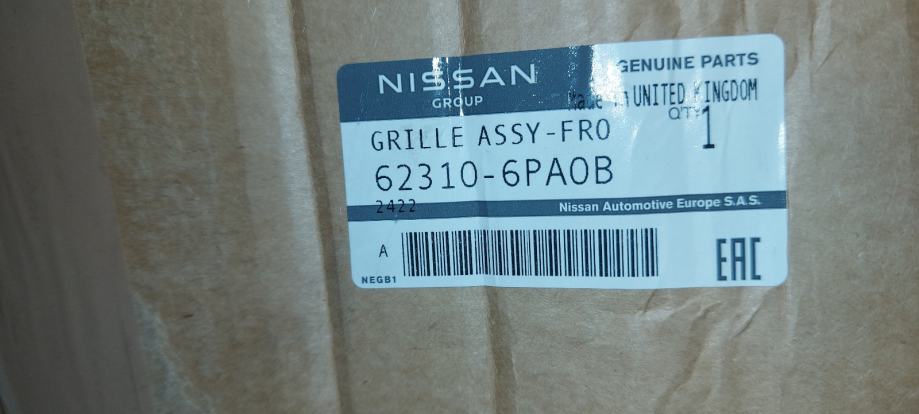 NISSAN
GROUP
GENUINE PARTS
Made in UNITED KINGDOM
QTY
1
GRILLE ASSY-FRO
62310-6PA0B
2422
Nissan Automotive Europe S.A.S.
A
NEGB1
EAC